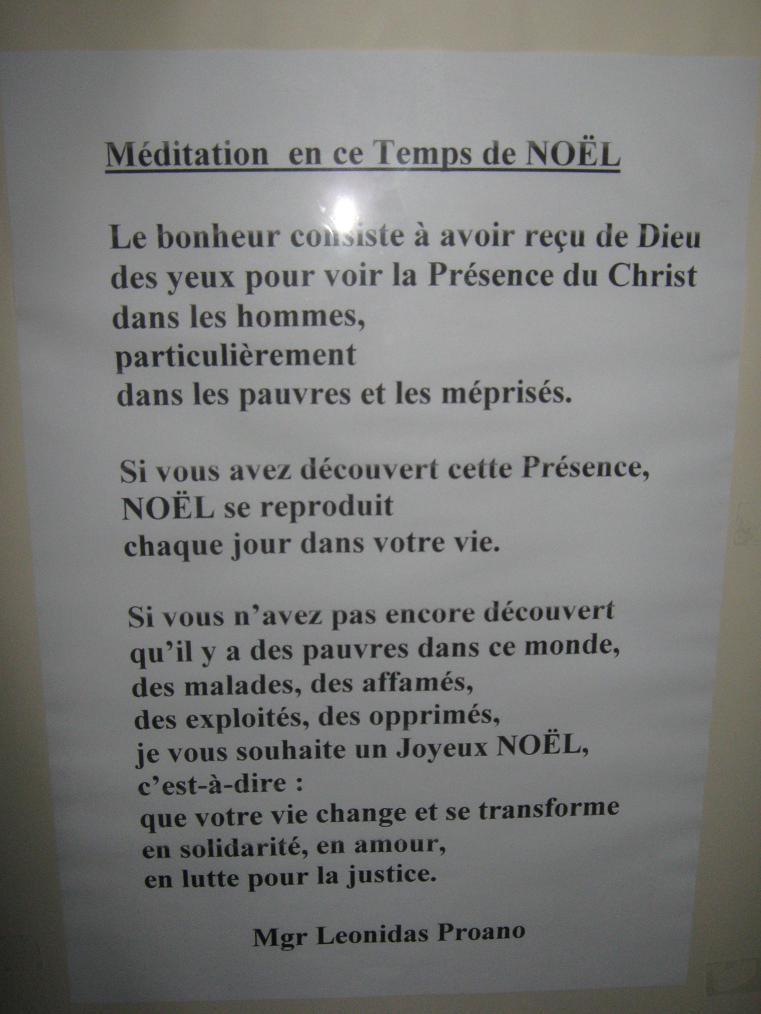 Méditation en ce Temps de NOËL
Le bonheur consiste à avoir reçu de Dieu
des yeux pour voir la Présence du Christ
dans les hommes,
particulièrement
dans les pauvres et les méprisés.
Si vous avez découvert cette Présence,
NOËL se reproduit
chaque jour dans votre vie.
Si vous n'avez pas encore découvert
qu'il y a des pauvres dans ce monde,
des malades, des affamés,
des exploités, des opprimés,
je vous souhaite un Joyeux NOËL,
c'est-à-dire :
que votre vie change et se transforme
en solidarité, en amour,
en lutte pour la justice.
Mgr Leonidas Proano